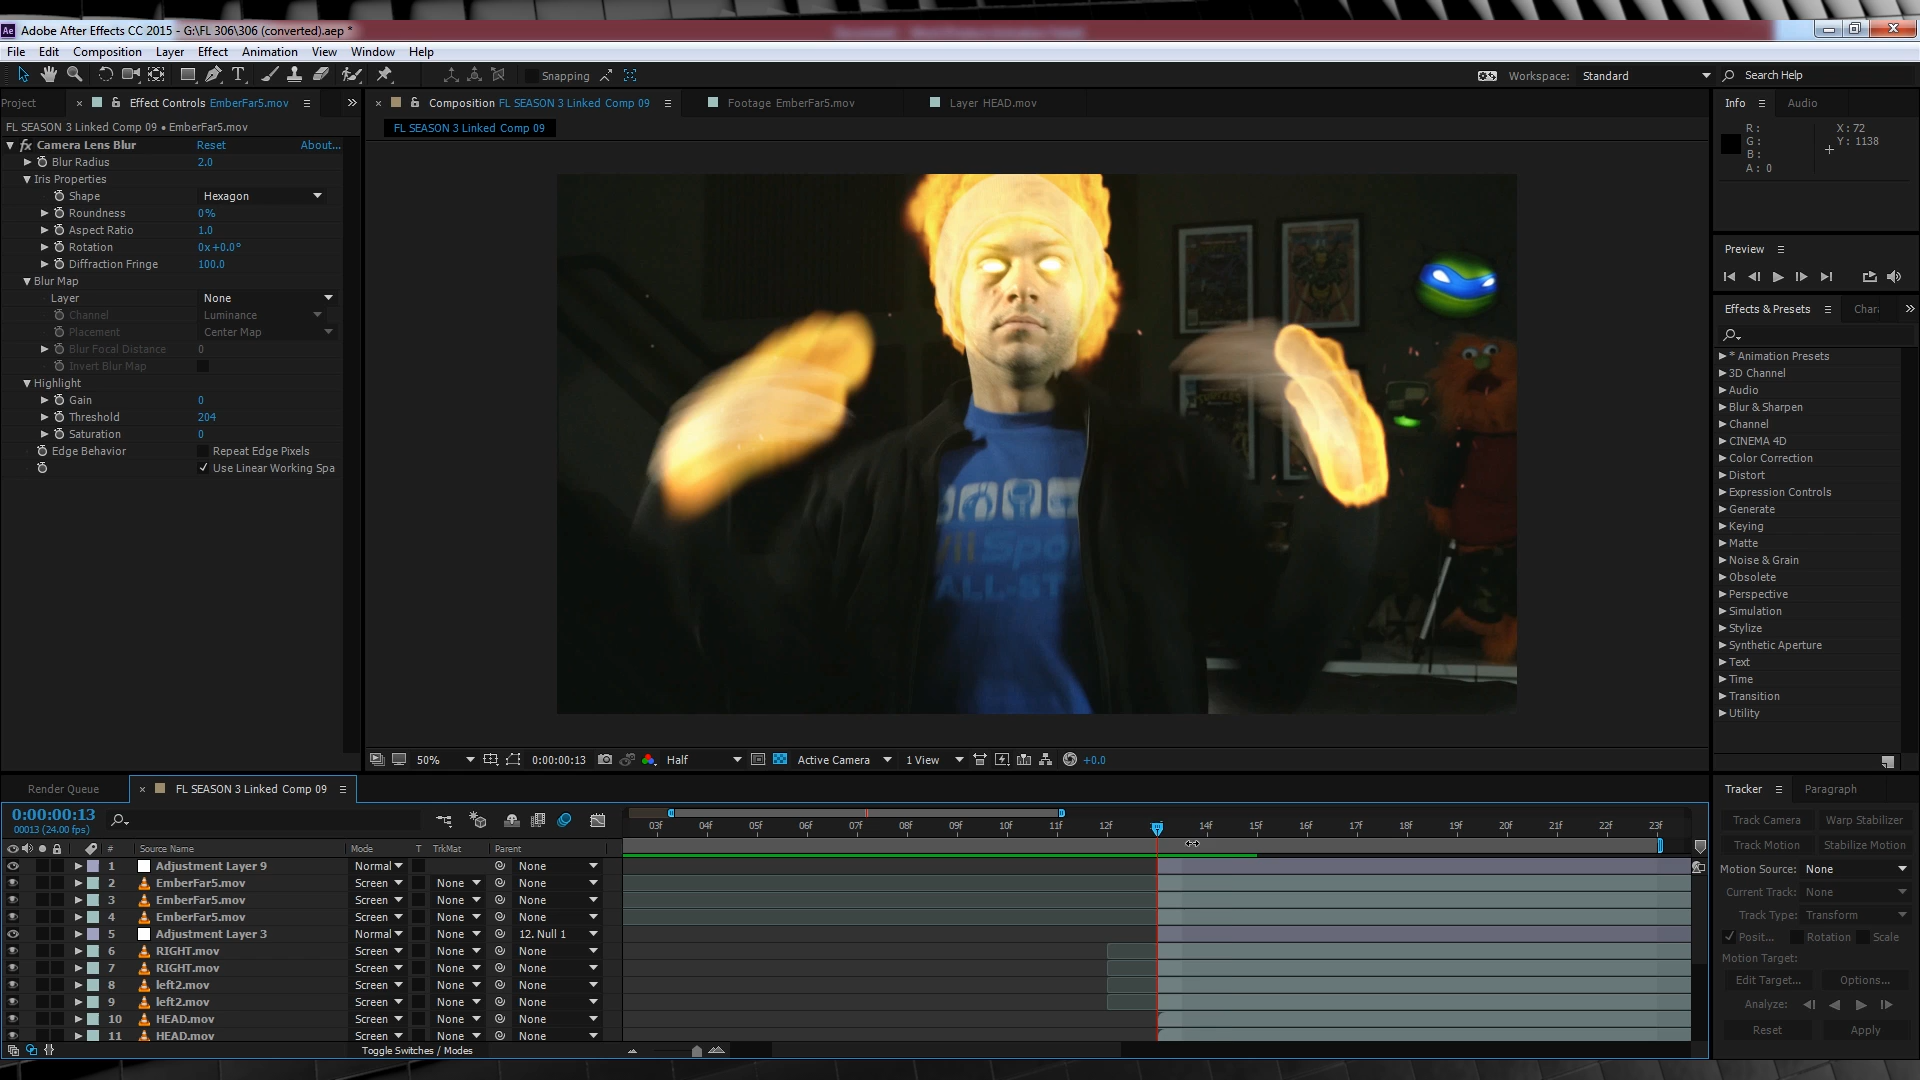 Adobe After Effects CC 2015 - G:\FL 306\306 (converted).aep *
File Edit Composition Layer Effect Animation View Window Help
Snapping
Workspace: Standard
Search Help
Project
Effect Controls EmberFar5.mov
Composition FL SEASON 3 Linked Comp 09
Footage EmberFar5.mov
Layer HEAD.mov
Info Audio
FL SEASON 3 Linked Comp 09 • EmberFar5.mov
FL SEASON 3 Linked Comp 09
fx Camera Lens Blur Reset About...
Blur Radius 2.0
Iris Properties
Shape Hexagon
Roundness 0%
Aspect Ratio 1.0
Rotation 0x+0.0°
Diffraction Fringe 100.0
Blur Map
Layer None
Channel Luminance
Placement Center Map
Blur Focal Distance 0
Invert Blur Map
Highlight
Gain 0
Threshold 204
Saturation 0
Edge Behavior Repeat Edge Pixels
Use Linear Working Spa
R:
G:
B:
A: 0
X: 72
Y: 1138
Preview
Effects & Presets Chara
* Animation Presets
3D Channel
Audio
Blur & Sharpen
Channel
CINEMA 4D
Color Correction
Distort
Expression Controls
Generate
Keying
Matte
Noise & Grain
Obsolete
Perspective
Simulation
Stylize
Synthetic Aperture
Text
Time
Transition
Utility
50% 0:00:00:13 Half Active Camera 1 View +0.0
Render Queue
FL SEASON 3 Linked Comp 09
0:00:00:13
00013 (24.00 fps)
03f 04f 05f 06f 07f 08f 09f 10f 11f 12f 14f 15f 16f 17f 18f 19f 20f 21f 22f 23f
# Source Name Mode T TrkMat Parent
1 Adjustment Layer 9 Normal None
2 EmberFar5.mov Screen None None
3 EmberFar5.mov Screen None None
4 EmberFar5.mov Screen None None
5 Adjustment Layer 3 Normal None 12. Null 1
6 RIGHT.mov Screen None None
7 RIGHT.mov Screen None None
8 left2.mov Screen None None
9 left2.mov Screen None None
10 HEAD.mov Screen None None
11 HEAD.mov Screen None None
Toggle Switches / Modes
Tracker Paragraph
Track Camera Warp Stabilizer
Track Motion Stabilize Motion
Motion Source: None
Current Track: None
Track Type: Transform
Posit... Rotation Scale
Motion Target:
Edit Target... Options...
Analyze:
Reset Apply